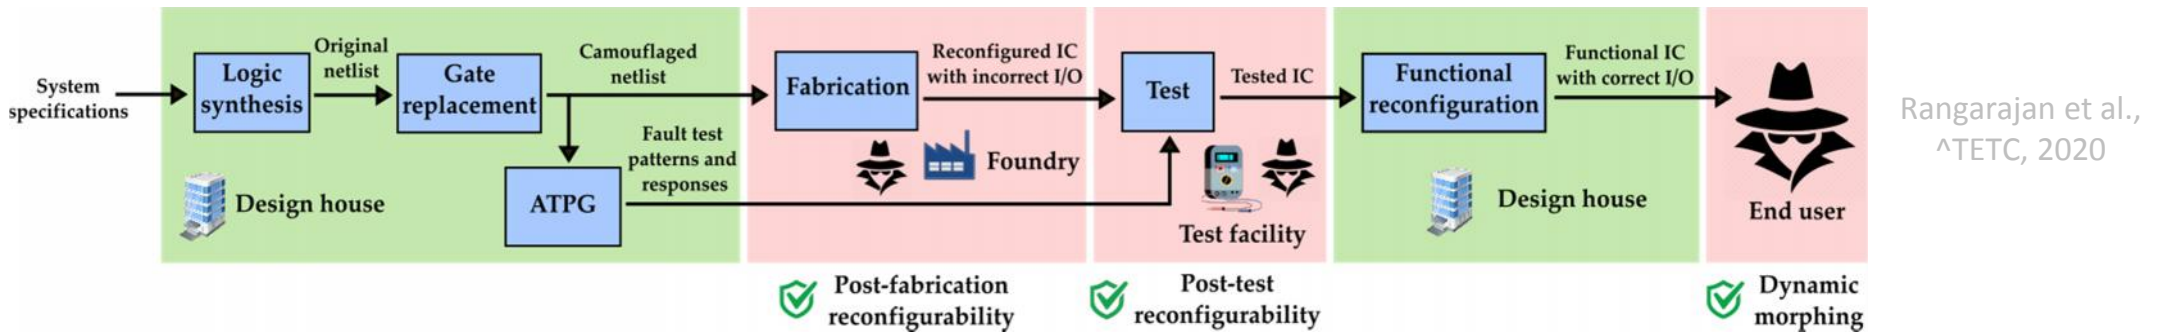 System
specifications
Logic
synthesis
Original
netlist
Gate
replacement
Camouflaged
netlist
Fault test
patterns and
responses
ATPG
Design house
Fabrication
Reconfigured IC
with incorrect I/O
Foundry
Test
Tested IC
Test facility
Functional
reconfiguration
Functional IC
with correct I/O
Design house
End user
Rangarajan et al.,
^TETC, 2020
Post-fabrication
reconfigurability
Post-test
reconfigurability
Dynamic
morphing